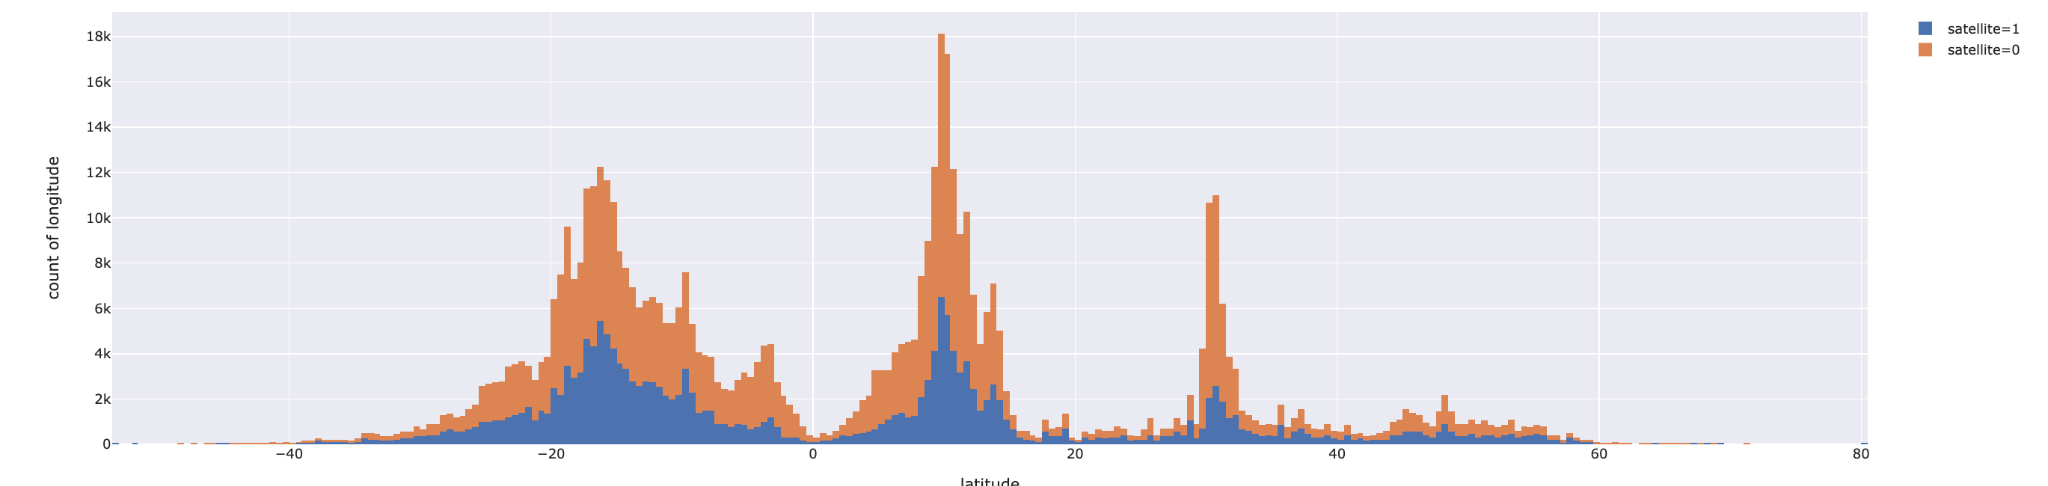 18k
16k
14k
12k
10k
8k
6k
4k
2k
0
count of longitude
−40
−20
0
20
40
60
80
latitude
satellite=1
satellite=0